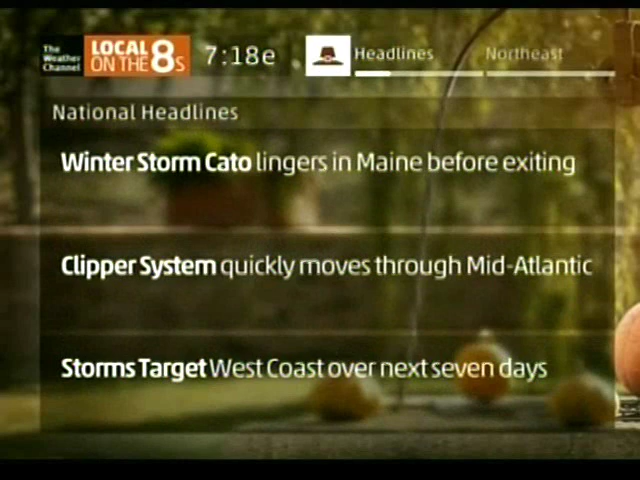 The
Weather
Channel
LOCAL
ON THE 8s
7:18e
Headlines
Northeast
National Headlines
Winter Storm Cato lingers in Maine before exiting
Clipper System quickly moves through Mid-Atlantic
Storms Target West Coast over next seven days